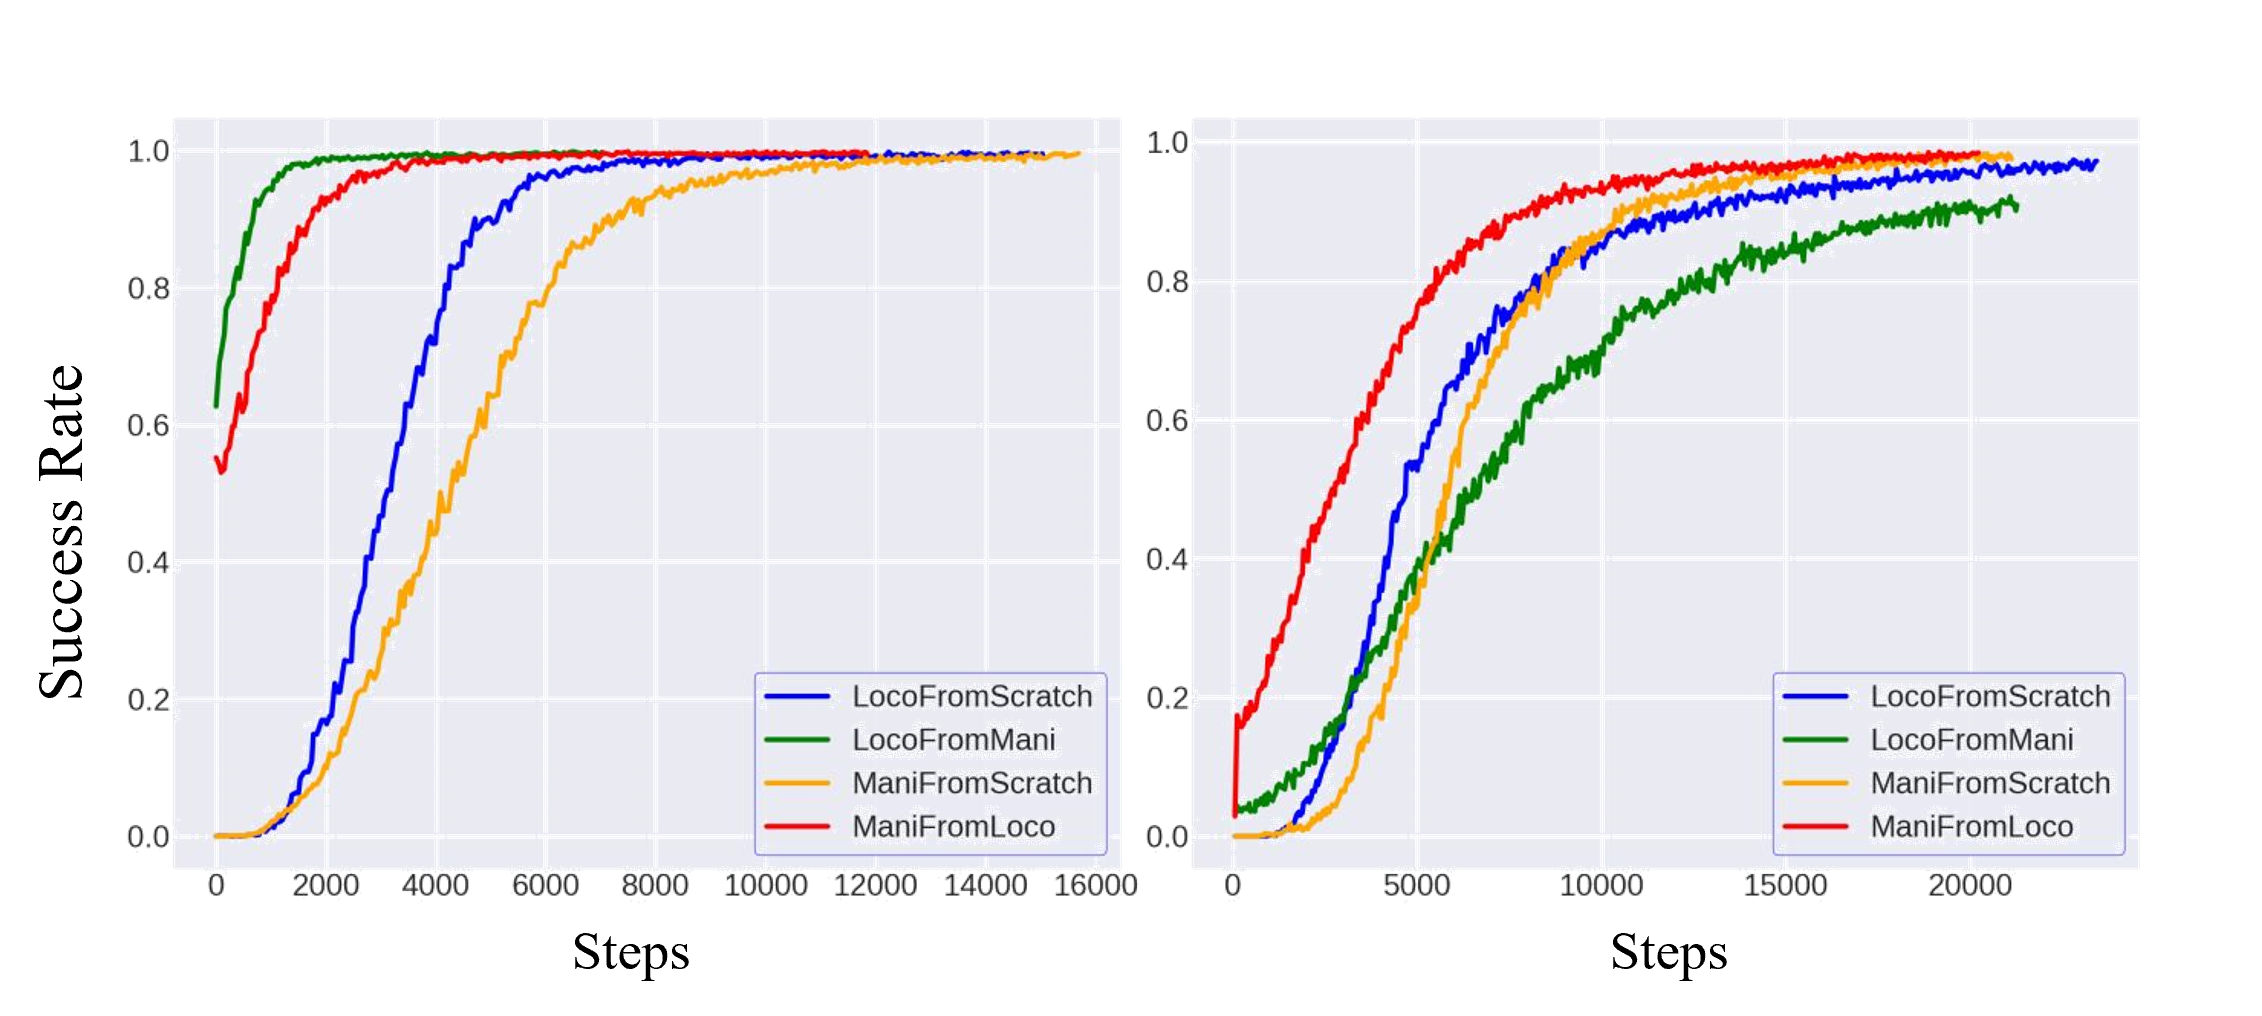 Success Rate
1.0
0.8
0.6
0.4
0.2
0.0
0 2000 4000 6000 8000 10000 12000 14000 16000
Steps
LocoFromScratch
LocoFromMani
ManiFromScratch
ManiFromLoco
1.0
0.8
0.6
0.4
0.2
0.0
0 5000 10000 15000 20000
Steps
LocoFromScratch
LocoFromMani
ManiFromScratch
ManiFromLoco